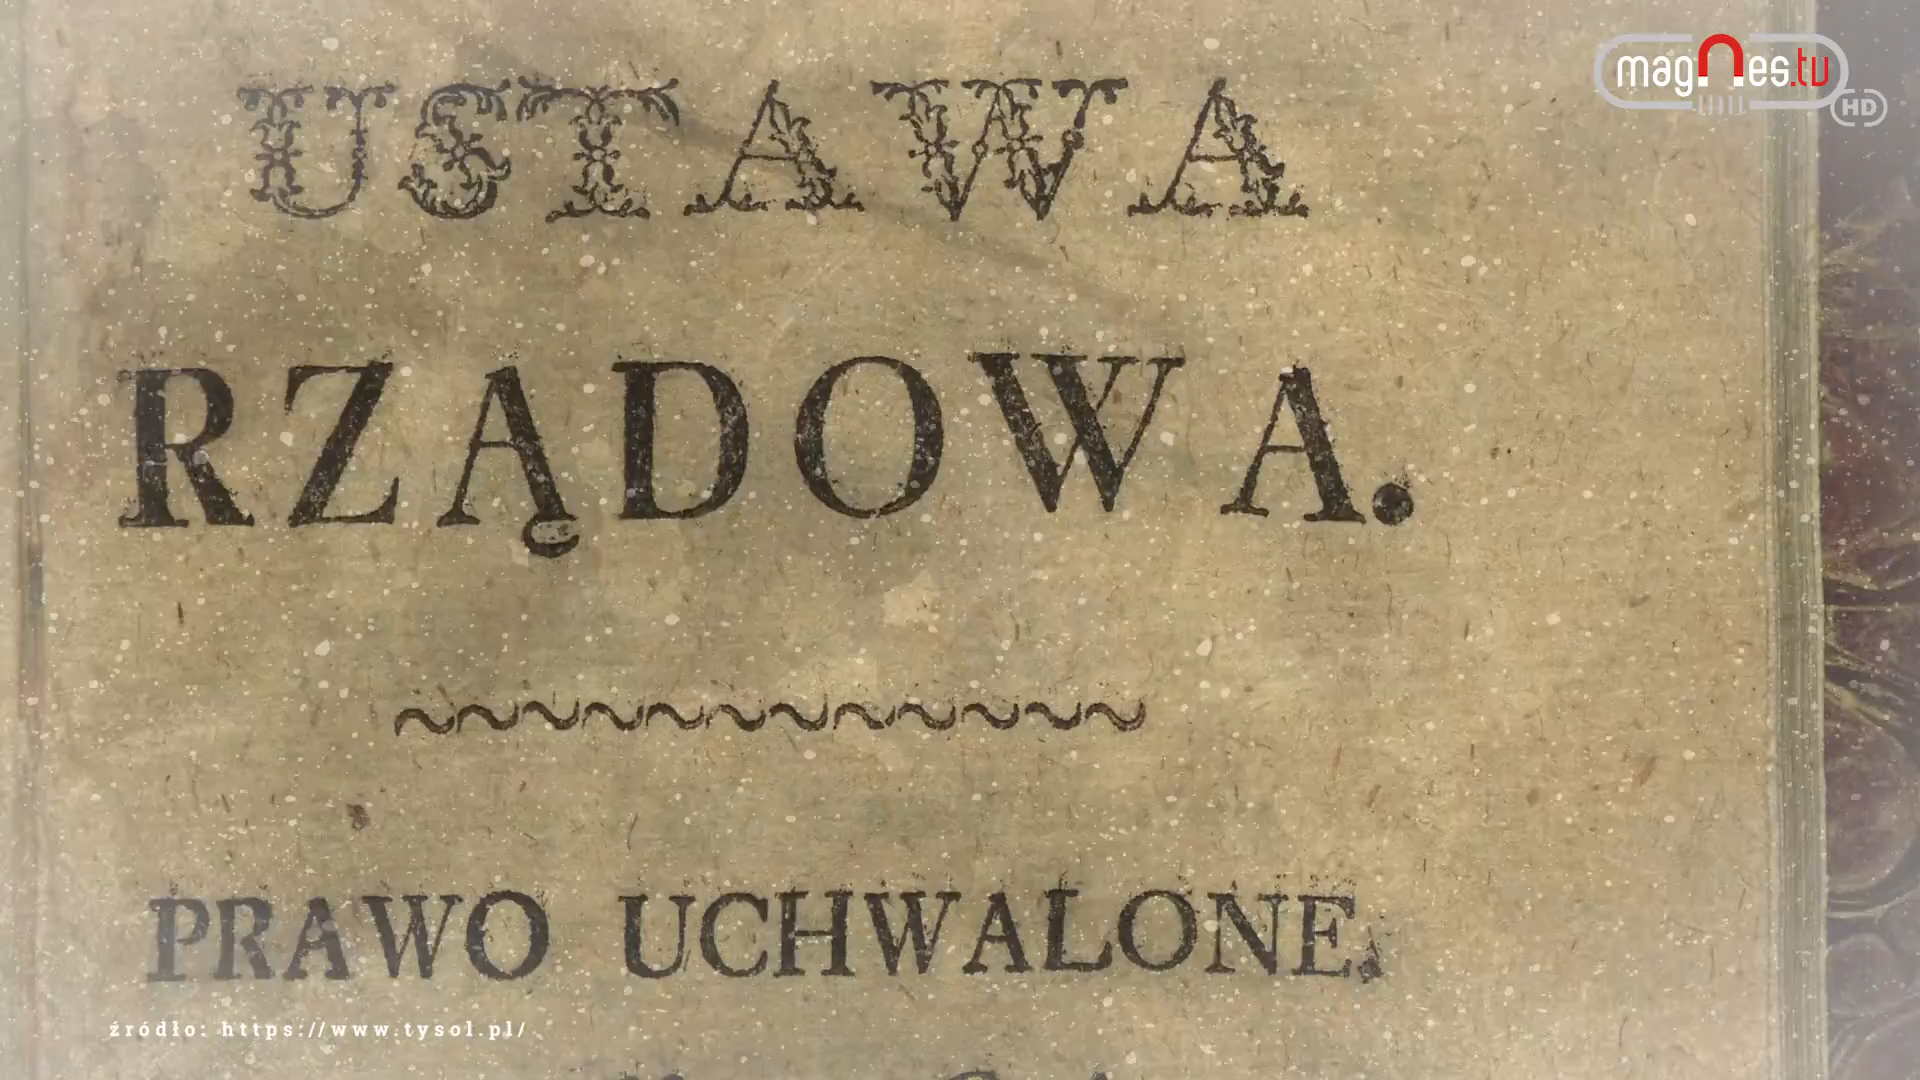 magnes.tv
HD
USTAWA
RZĄDOWA.
PRAWO UCHWALONE.
źródło: https://www.tysol.pl/